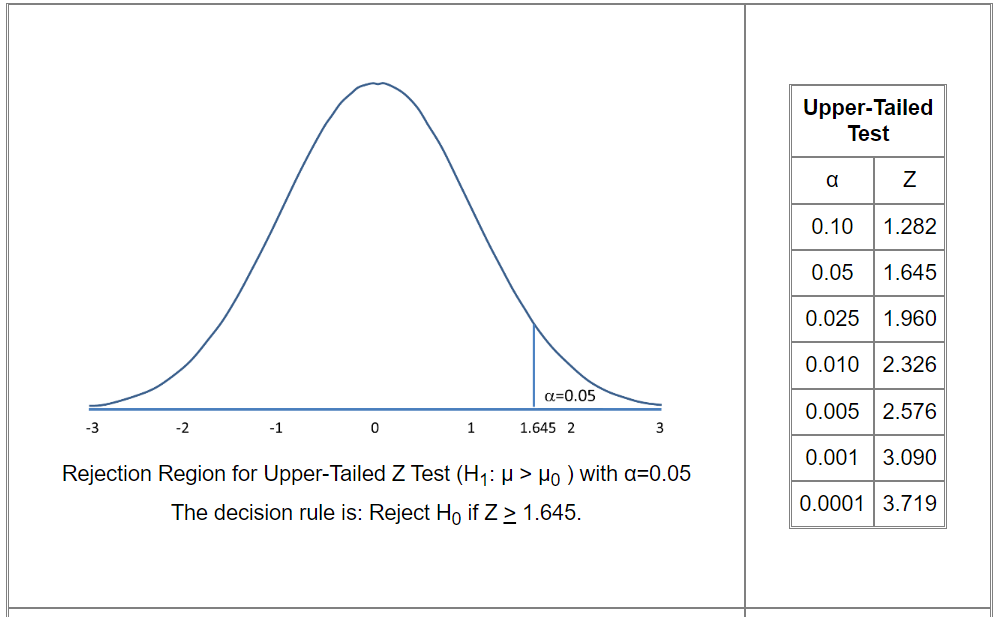 α=0.05
-3 -2 -1 0 1 1.645 2 3
Rejection Region for Upper-Tailed Z Test (H₁: μ > μ₀ ) with α=0.05
The decision rule is: Reject H₀ if Z ≥ 1.645.
Upper-Tailed
Test
α Z
0.10 1.282
0.05 1.645
0.025 1.960
0.010 2.326
0.005 2.576
0.001 3.090
0.0001 3.719